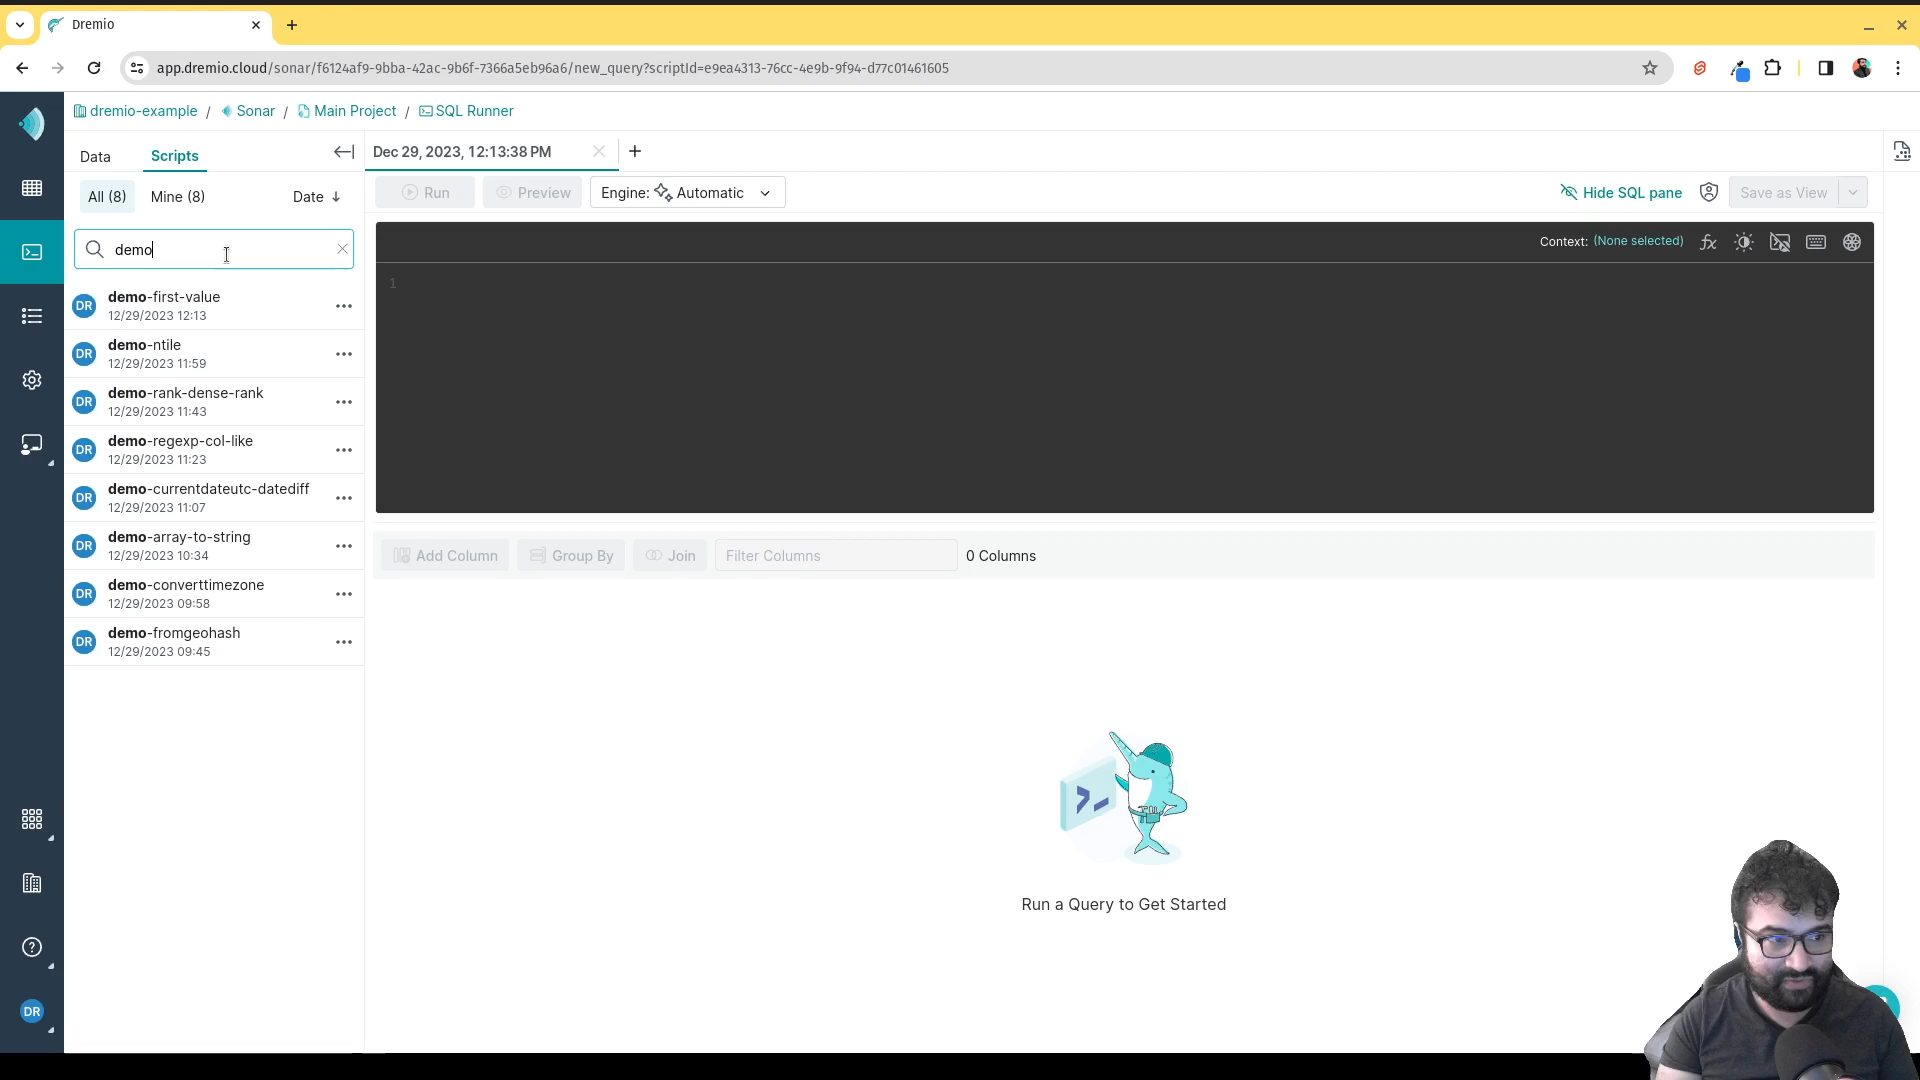 Dremio
app.dremio.cloud/sonar/f6124af9-9bba-42ac-9b6f-7366a5eb96a6/new_query?scriptId=e9ea4313-76cc-4e9b-9f94-d77c01461605
dremio-example / Sonar / Main Project / SQL Runner
Data Scripts
Dec 29, 2023, 12:13:38 PM
All (8) Mine (8) Date
Run Preview Engine: Automatic Hide SQL pane Save as View
demo
Context: (None selected) fx
1
demo-first-value
12/29/2023 12:13
demo-ntile
12/29/2023 11:59
demo-rank-dense-rank
12/29/2023 11:43
demo-regexp-col-like
12/29/2023 11:23
demo-currentdateutc-datediff
12/29/2023 11:07
demo-array-to-string
12/29/2023 10:34
demo-converttimezone
12/29/2023 09:58
demo-fromgeohash
12/29/2023 09:45
DR
DR
DR
DR
DR
DR
DR
DR
Add Column Group By Join Filter Columns 0 Columns
Run a Query to Get Started
DR